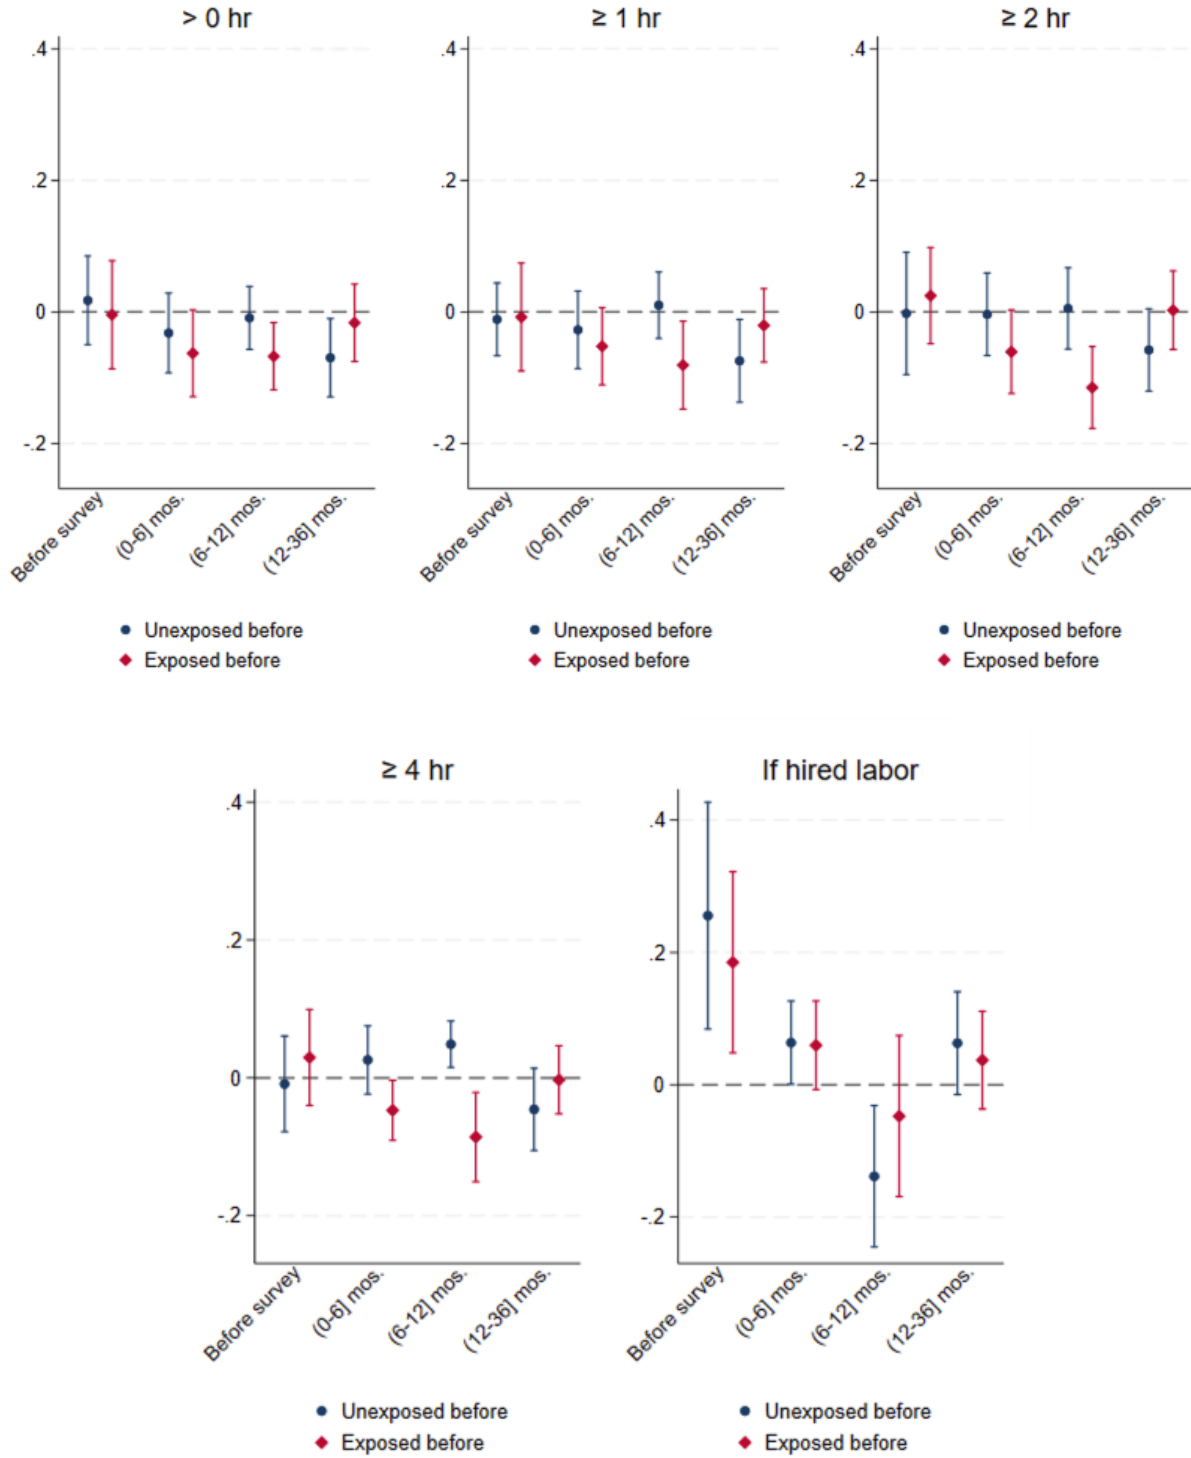 > 0 hr
.4
.2
0
-.2
Before survey
(0-6] mos.
(6-12] mos.
(12-36] mos.
Unexposed before
Exposed before
≥ 1 hr
.4
.2
0
-.2
Before survey
(0-6] mos.
(6-12] mos.
(12-36] mos.
Unexposed before
Exposed before
≥ 2 hr
.4
.2
0
-.2
Before survey
(0-6] mos.
(6-12] mos.
(12-36] mos.
Unexposed before
Exposed before
≥ 4 hr
.4
.2
0
-.2
Before survey
(0-6] mos.
(6-12] mos.
(12-36] mos.
Unexposed before
Exposed before
If hired labor
.4
.2
0
-.2
Before survey
(0-6] mos.
(6-12] mos.
(12-36] mos.
Unexposed before
Exposed before